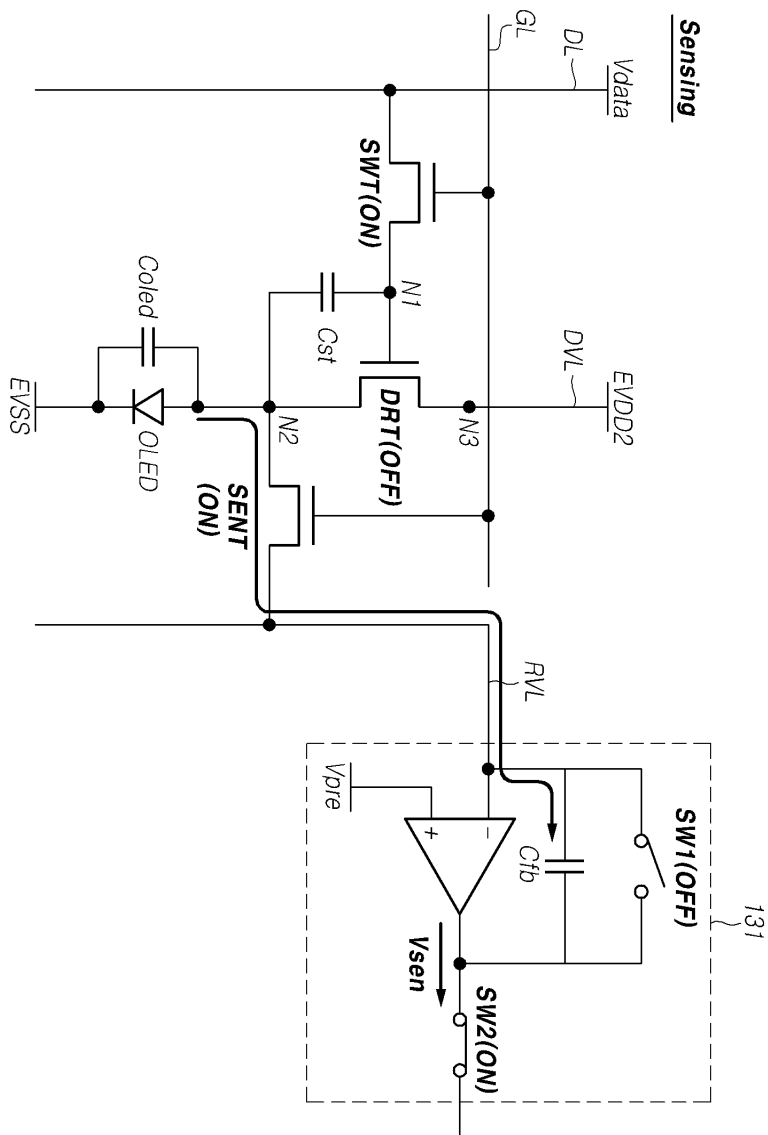 Sensing
Vdata
DL
GL
EVDD2
DVL
SWT(ON)
N1
Cst
DRT(OFF)
N3
N2
Coled
OLED
EVSS
SENT
(ON)
RVL
131
SW1(OFF)
Cfb
Vpre
−
+
Vsen
SW2(ON)